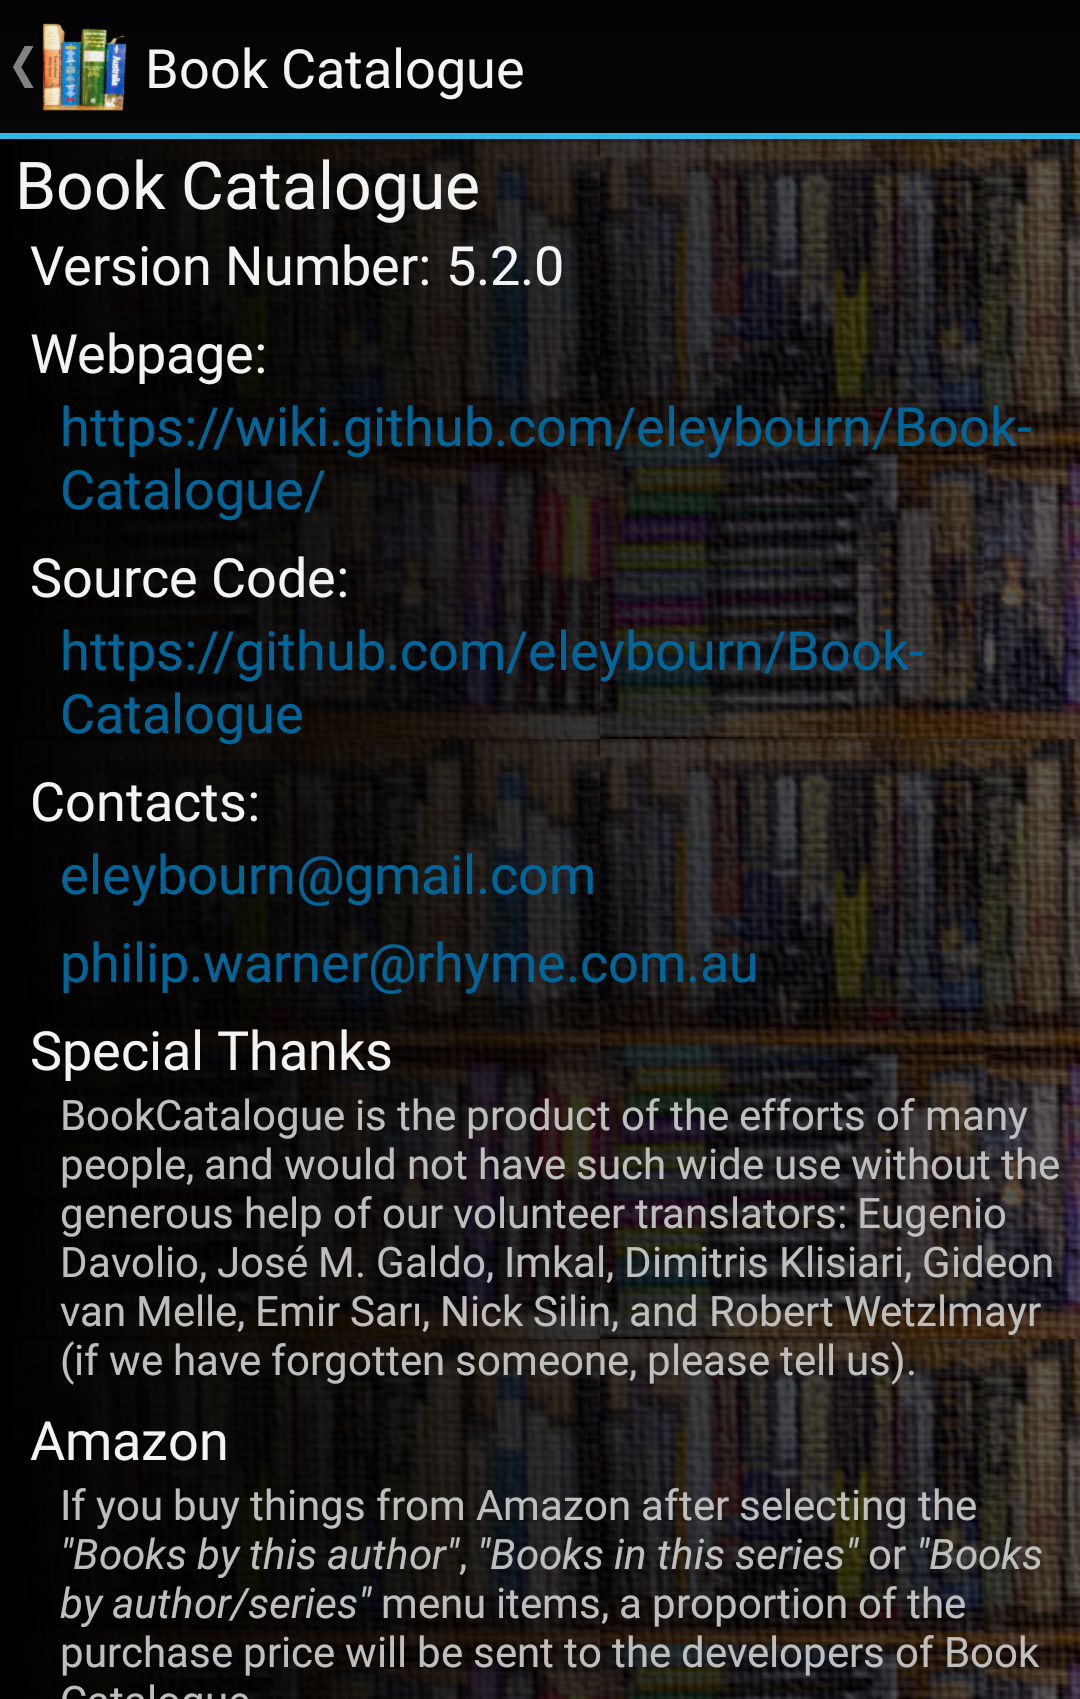 Book Catalogue
Book Catalogue
Version Number: 5.2.0
Webpage:
https://wiki.github.com/eleybourn/Book-
Catalogue/
Source Code:
https://github.com/eleybourn/Book-
Catalogue
Contacts:
eleybourn@gmail.com
philip.warner@rhyme.com.au
Special Thanks
BookCatalogue is the product of the efforts of many
people, and would not have such wide use without the
generous help of our volunteer translators: Eugenio
Davolio, José M. Galdo, Imkal, Dimitris Klisiari, Gideon
van Melle, Emir Sarı, Nick Silin, and Robert Wetzlmayr
(if we have forgotten someone, please tell us).
Amazon
If you buy things from Amazon after selecting the
"Books by this author", "Books in this series" or "Books
by author/series" menu items, a proportion of the
purchase price will be sent to the developers of Book
Catalogue